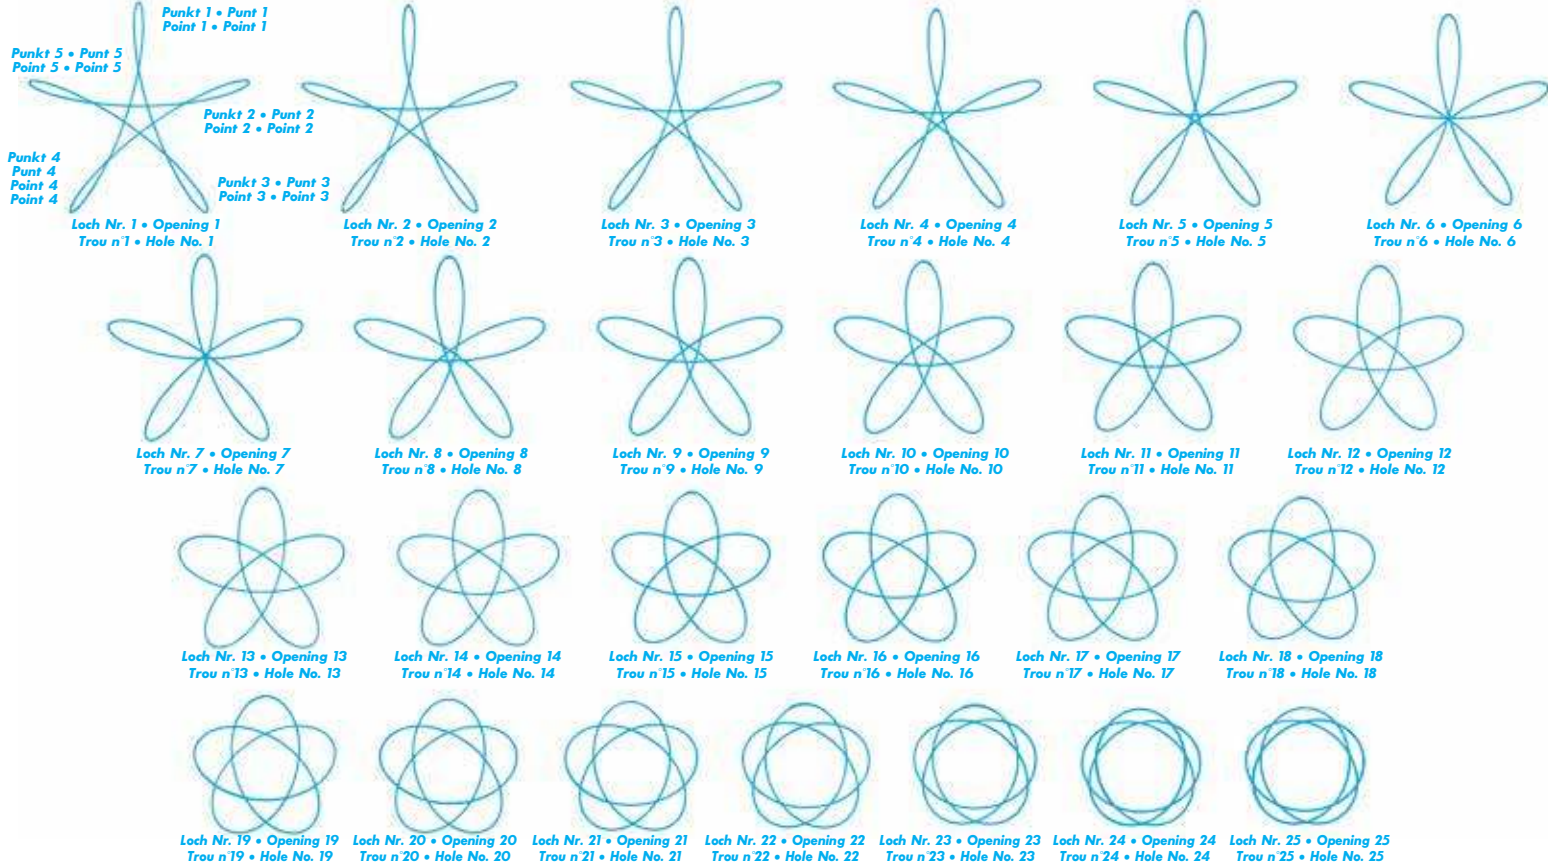 Punkt 1 • Punt 1
Point 1 • Point 1
Punkt 5 • Punt 5
Point 5 • Point 5
Punkt 2 • Punt 2
Point 2 • Point 2
Punkt 4
Punt 4
Point 4
Point 4
Punkt 3 • Punt 3
Point 3 • Point 3
Loch Nr. 1 • Opening 1
Trou n°1 • Hole No. 1
Loch Nr. 2 • Opening 2
Trou n°2 • Hole No. 2
Loch Nr. 3 • Opening 3
Trou n°3 • Hole No. 3
Loch Nr. 4 • Opening 4
Trou n°4 • Hole No. 4
Loch Nr. 5 • Opening 5
Trou n°5 • Hole No. 5
Loch Nr. 6 • Opening 6
Trou n°6 • Hole No. 6
Loch Nr. 7 • Opening 7
Trou n°7 • Hole No. 7
Loch Nr. 8 • Opening 8
Trou n°8 • Hole No. 8
Loch Nr. 9 • Opening 9
Trou n°9 • Hole No. 9
Loch Nr. 10 • Opening 10
Trou n°10 • Hole No. 10
Loch Nr. 11 • Opening 11
Trou n°11 • Hole No. 11
Loch Nr. 12 • Opening 12
Trou n°12 • Hole No. 12
Loch Nr. 13 • Opening 13
Trou n°13 • Hole No. 13
Loch Nr. 14 • Opening 14
Trou n°14 • Hole No. 14
Loch Nr. 15 • Opening 15
Trou n°15 • Hole No. 15
Loch Nr. 16 • Opening 16
Trou n°16 • Hole No. 16
Loch Nr. 17 • Opening 17
Trou n°17 • Hole No. 17
Loch Nr. 18 • Opening 18
Trou n°18 • Hole No. 18
Loch Nr. 19 • Opening 19
Trou n°19 • Hole No. 19
Loch Nr. 20 • Opening 20
Trou n°20 • Hole No. 20
Loch Nr. 21 • Opening 21
Trou n°21 • Hole No. 21
Loch Nr. 22 • Opening 22
Trou n°22 • Hole No. 22
Loch Nr. 23 • Opening 23
Trou n°23 • Hole No. 23
Loch Nr. 24 • Opening 24
Trou n°24 • Hole No. 24
Loch Nr. 25 • Opening 25
Trou n°25 • Hole No. 25